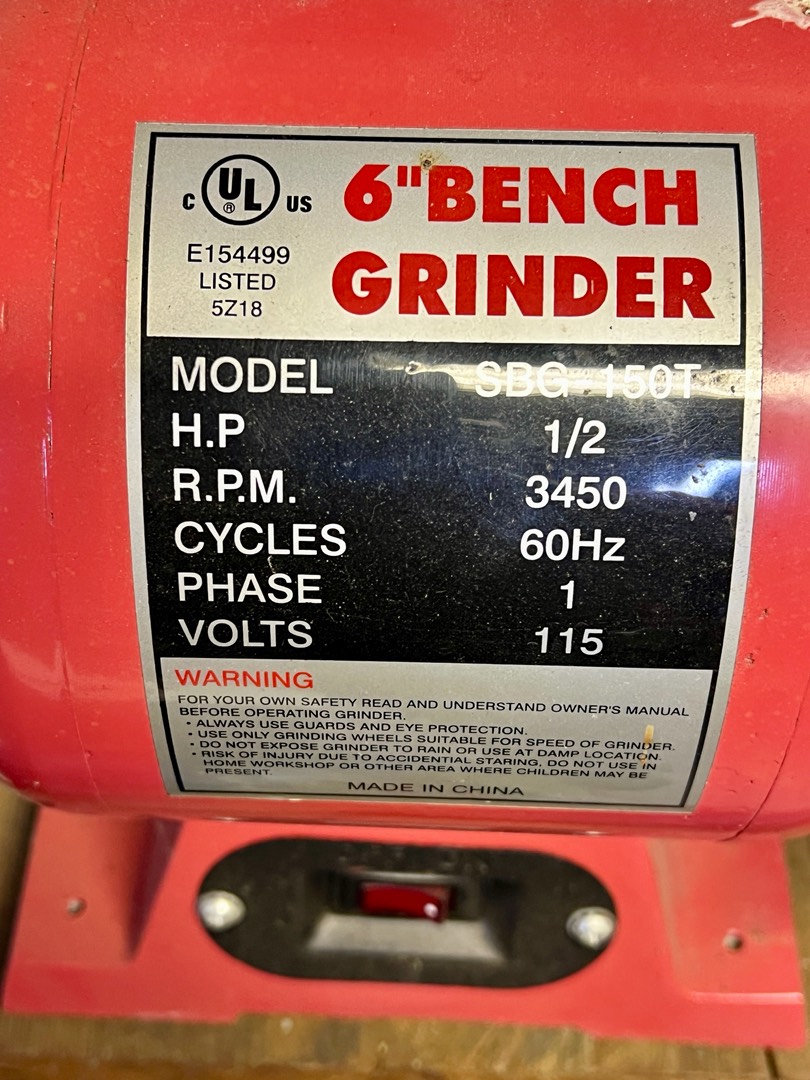 C UL ® US
6"BENCH
GRINDER
E154499
LISTED
5Z18
MODEL SBG-150T
H.P 1/2
R.P.M. 3450
CYCLES 60Hz
PHASE 1
VOLTS 115
WARNING
FOR YOUR OWN SAFETY READ AND UNDERSTAND OWNER'S MANUAL
BEFORE OPERATING GRINDER.
• ALWAYS USE GUARDS AND EYE PROTECTION.
• USE ONLY GRINDING WHEELS SUITABLE FOR SPEED OF GRINDER.
• DO NOT EXPOSE GRINDER TO RAIN OR USE AT DAMP LOCATION.
• RISK OF INJURY DUE TO ACCIDENTIAL STARING, DO NOT USE IN
HOME WORKSHOP OR OTHER AREA WHERE CHILDREN MAY BE
PRESENT.
MADE IN CHINA